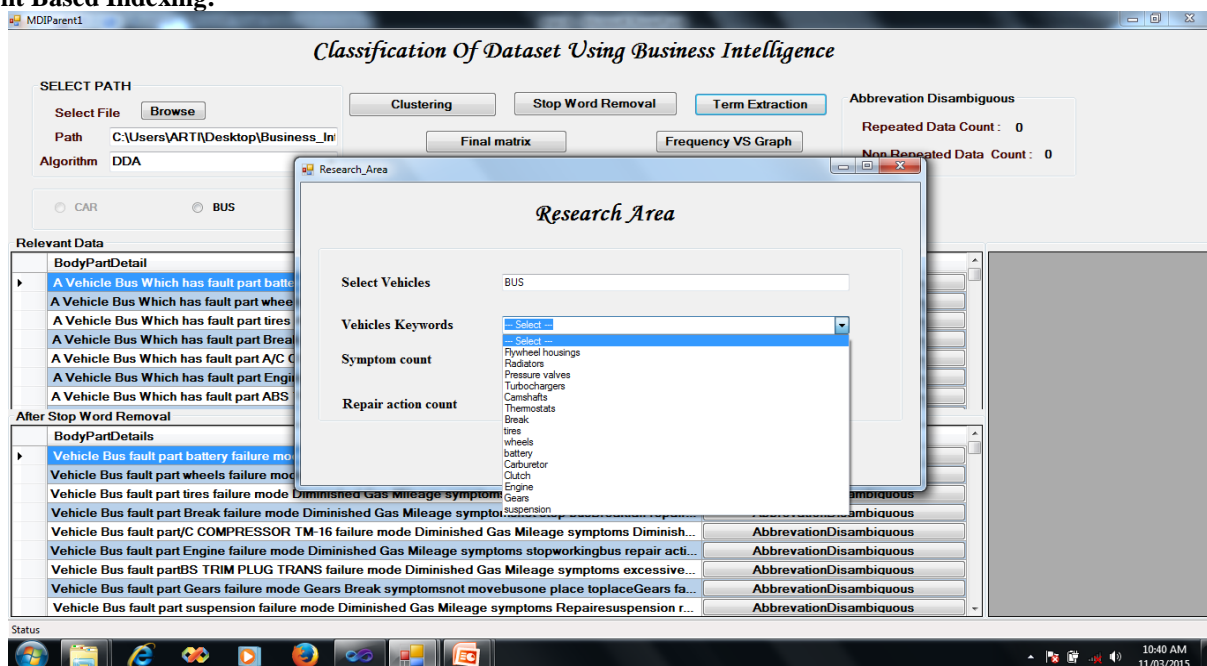 nt Based Indexing:
MDIParent1
Classification Of Dataset Using Business Intelligence
SELECT PATH
Select File Browse
Path C:\Users\ARTI\Desktop\Business_Int
Algorithm DDA
Clustering Stop Word Removal Term Extraction
Final matrix Frequency VS Graph
Abbrevation Disambiguous
Repeated Data Count : 0
Non Repeated Data Count : 0
CAR BUS
Research_Area
Research Area
Select Vehicles BUS
Vehicles Keywords --- Select ---
--- Select ---
Flywheel housings
Radiators
Pressure valves
Turbochargers
Camshafts
Thermostats
Break
tires
wheels
battery
Carburetor
Clutch
Engine
Gears
suspension
Symptom count
Repair action count
Relevant Data
BodyPartDetail
A Vehicle Bus Which has fault part batte
A Vehicle Bus Which has fault part whee
A Vehicle Bus Which has fault part tires
A Vehicle Bus Which has fault part Brea
A Vehicle Bus Which has fault part A/C C
A Vehicle Bus Which has fault part Engi
A Vehicle Bus Which has fault part ABS
After Stop Word Removal
BodyPartDetails
Vehicle Bus fault part battery failure mo
Vehicle Bus fault part wheels failure mod
Vehicle Bus fault part tires failure mode Diminished Gas Mileage symptoms
Vehicle Bus fault part Break failure mode Diminished Gas Mileage
Vehicle Bus fault part/C COMPRESSOR TM-16 failure mode Diminished Gas Mileage symptoms Diminish... AbbrevationDisambiquous
Vehicle Bus fault part Engine failure mode Diminished Gas Mileage symptoms stopworkingbus repair acti... AbbrevationDisambiquous
Vehicle Bus fault partBS TRIM PLUG TRANS failure mode Diminished Gas Mileage symptoms excessive... AbbrevationDisambiquous
Vehicle Bus fault part Gears failure mode Gears Break symptomsnot movebusone place toplaceGears fa... AbbrevationDisambiquous
Vehicle Bus fault part suspension failure mode Diminished Gas Mileage symptoms Repairesuspension r... AbbrevationDisambiquous
Status
10:40 AM
11/03/2015